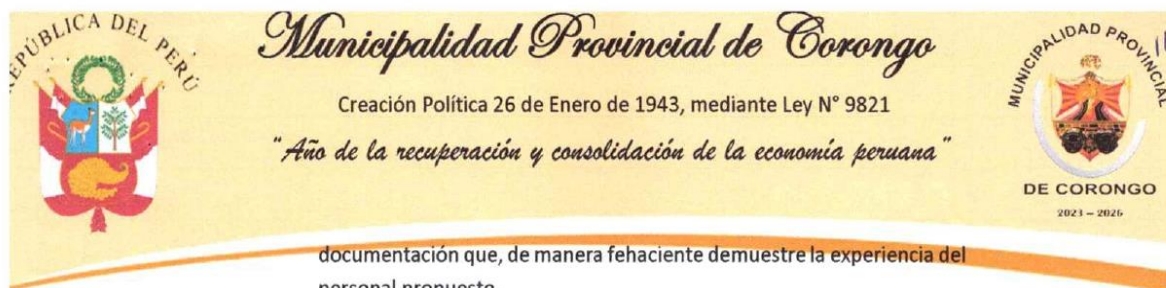 REPÚBLICA DEL PERÚ
Municipalidad Provincial de Corongo
Creación Política 26 de Enero de 1943, mediante Ley N° 9821
"Año de la recuperación y consolidación de la economía peruana"
MUNICIPALIDAD PROVINCIAL
DE CORONGO
2023 – 2026
documentación que, de manera fehaciente demuestre la experiencia del
personal propuesto